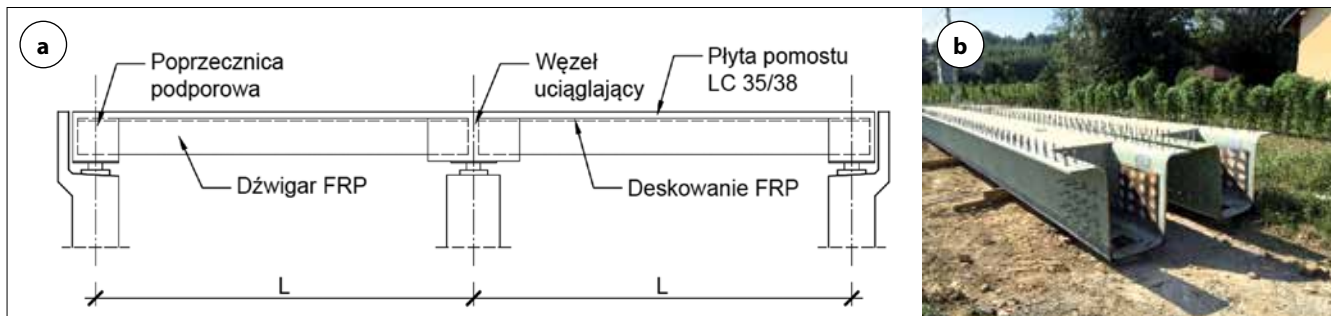 a
Poprzecznica
podporowa
Węzeł
uciąglający
Płyta pomostu
LC 35/38
Dźwigar FRP
Deskowanie FRP
L
L
b